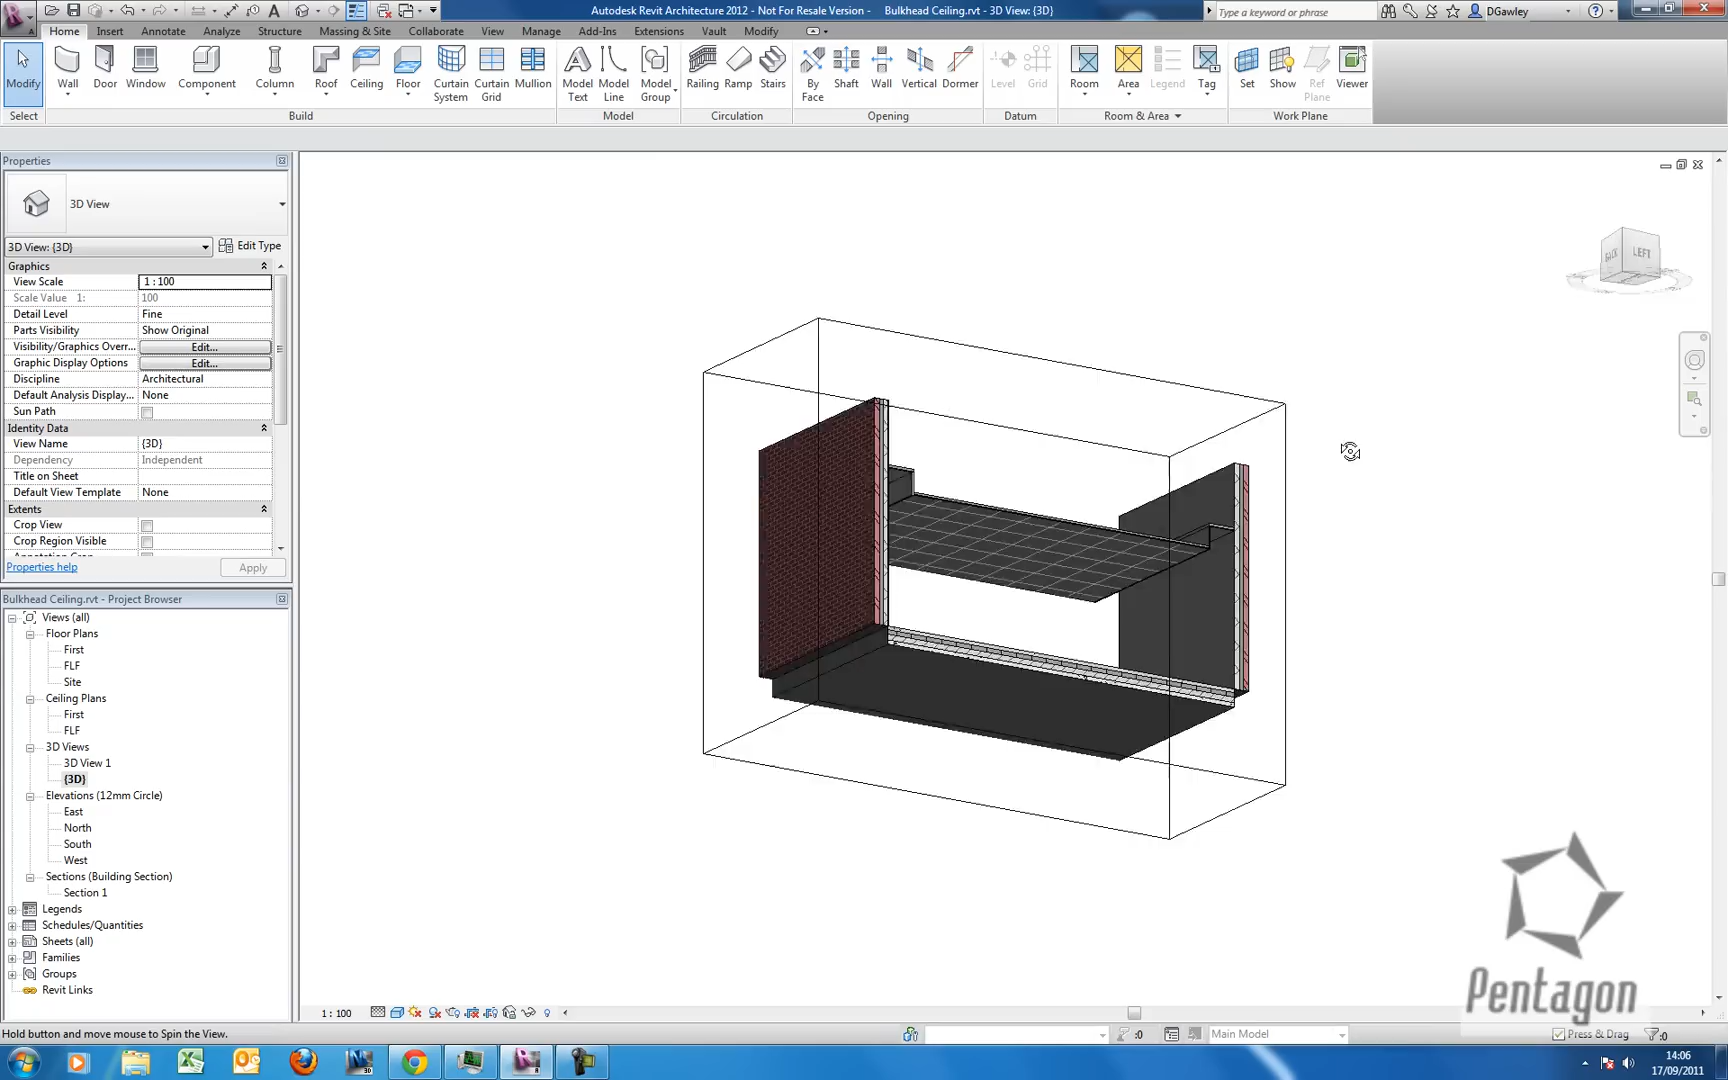 Autodesk Revit Architecture 2012 - Not For Resale Version - Bulkhead Ceiling.rvt - 3D View: {3D}
Type a keyword or phrase
DGawley
Home Insert Annotate Analyze Structure Massing & Site Collaborate View Manage Add-Ins Extensions Vault Modify
Modify Wall Door Window Component Column Roof Ceiling Floor Curtain System Curtain Grid Mullion Model Text Model Line Model Group Railing Ramp Stairs By Face Shaft Wall Vertical Dormer Level Grid Room Area Legend Tag Set Show Ref Plane Viewer
Select Build Model Circulation Opening Datum Room & Area Work Plane
Properties
3D View
3D View: {3D} Edit Type
Graphics
View Scale 1 : 100
Scale Value 1: 100
Detail Level Fine
Parts Visibility Show Original
Visibility/Graphics Overr... Edit...
Graphic Display Options Edit...
Discipline Architectural
Default Analysis Display... None
Sun Path
Identity Data
View Name {3D}
Dependency Independent
Title on Sheet
Default View Template None
Extents
Crop View
Crop Region Visible
Properties help Apply
Bulkhead Ceiling.rvt - Project Browser
Views (all)
Floor Plans
First
FLF
Site
Ceiling Plans
First
FLF
3D Views
3D View 1
{3D}
Elevations (12mm Circle)
East
North
South
West
Sections (Building Section)
Section 1
Legends
Schedules/Quantities
Sheets (all)
Families
Groups
Revit Links
BACK LEFT
Pentagon
1 : 100
Hold button and move mouse to Spin the View.
:0 Main Model Press & Drag :0
14:06
17/09/2011